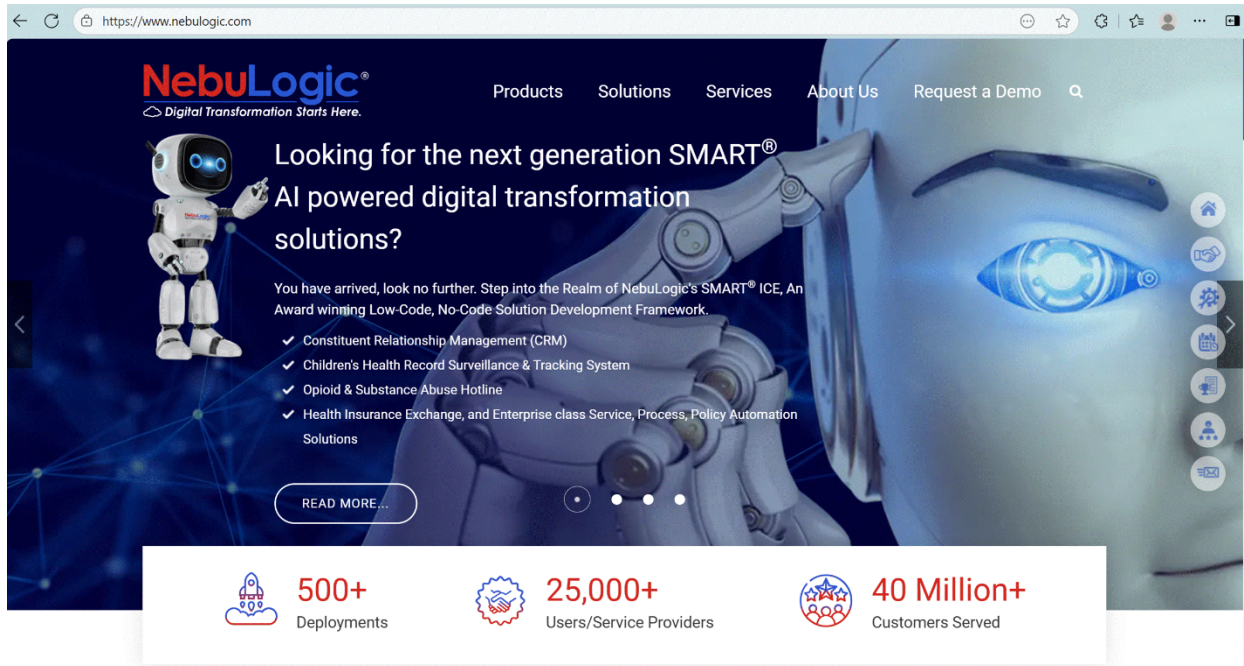 https://www.nebulogic.com
NebuLogic®
Digital Transformation Starts Here.
Products Solutions Services About Us Request a Demo
Looking for the next generation SMART®
AI powered digital transformation
solutions?
NebuLogic
You have arrived, look no further. Step into the Realm of NebuLogic's SMART® ICE, An
Award winning Low-Code, No-Code Solution Development Framework.
Constituent Relationship Management (CRM)
Children's Health Record Surveillance & Tracking System
Opioid & Substance Abuse Hotline
Health Insurance Exchange, and Enterprise class Service, Process, Policy Automation
Solutions
READ MORE...
500+
Deployments
25,000+
Users/Service Providers
40 Million+
Customers Served